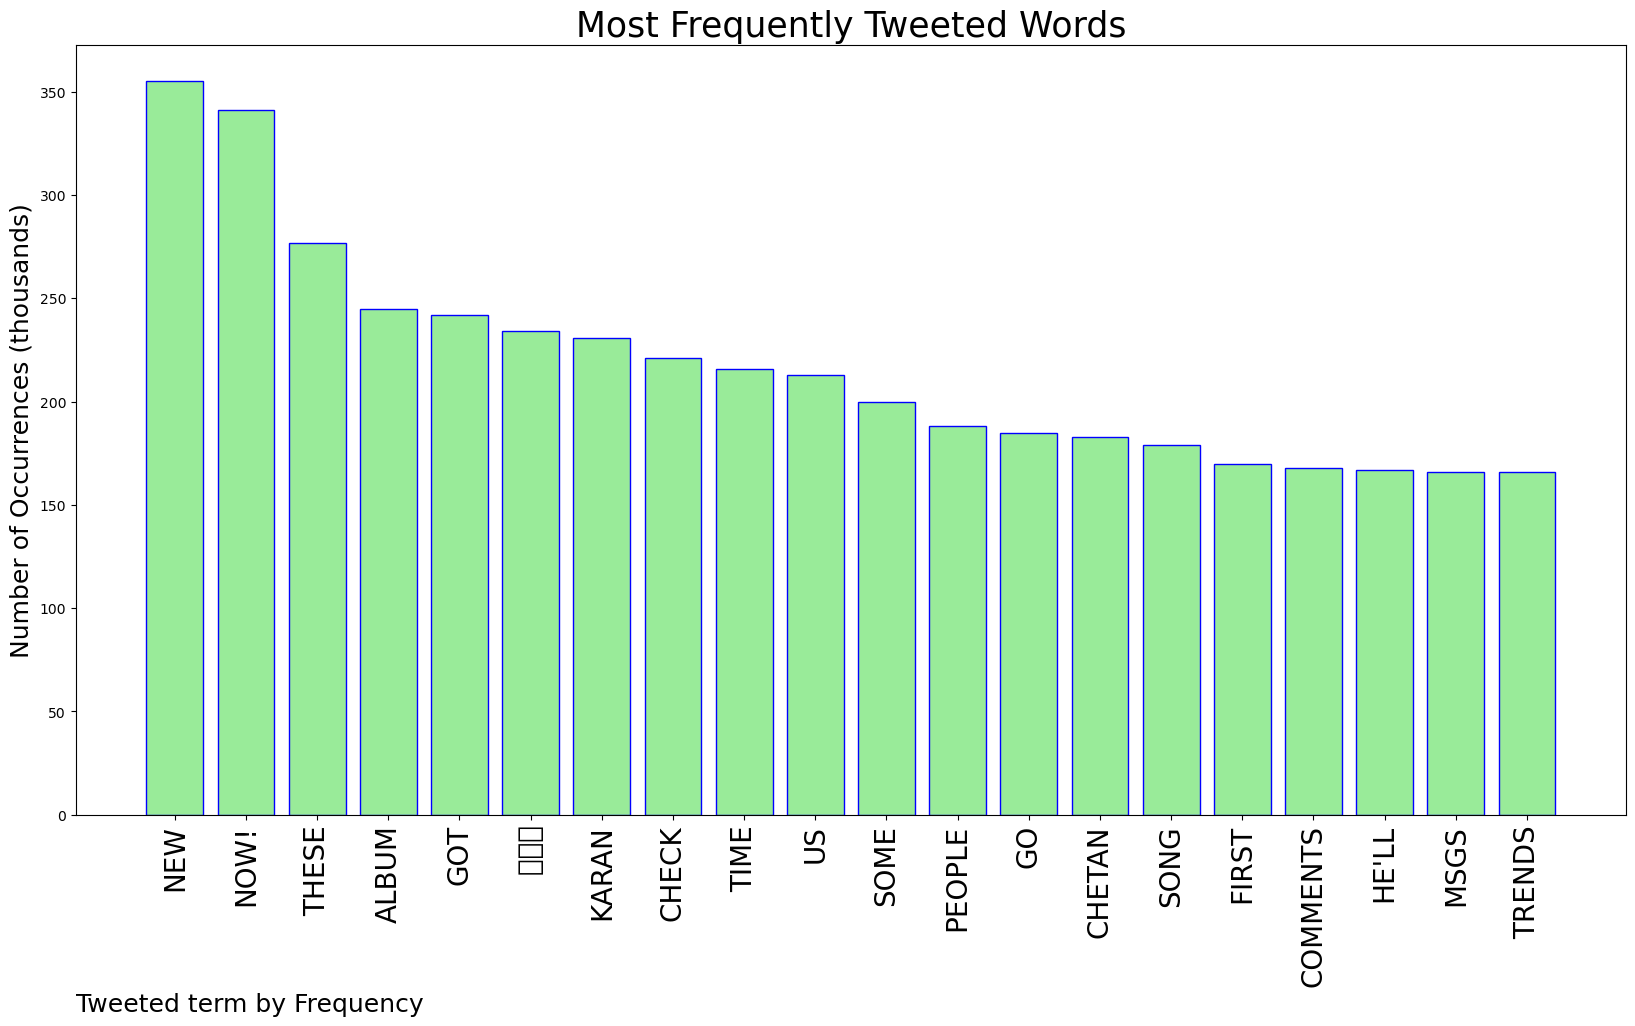 Most Frequently Tweeted Words
Number of Occurrences (thousands)
350
300
250
200
150
100
50
0
NEW
NOW!
THESE
ALBUM
GOT
KARAN
CHECK
TIME
US
SOME
PEOPLE
GO
CHETAN
SONG
FIRST
COMMENTS
HE'LL
MSGS
TRENDS
Tweeted term by Frequency